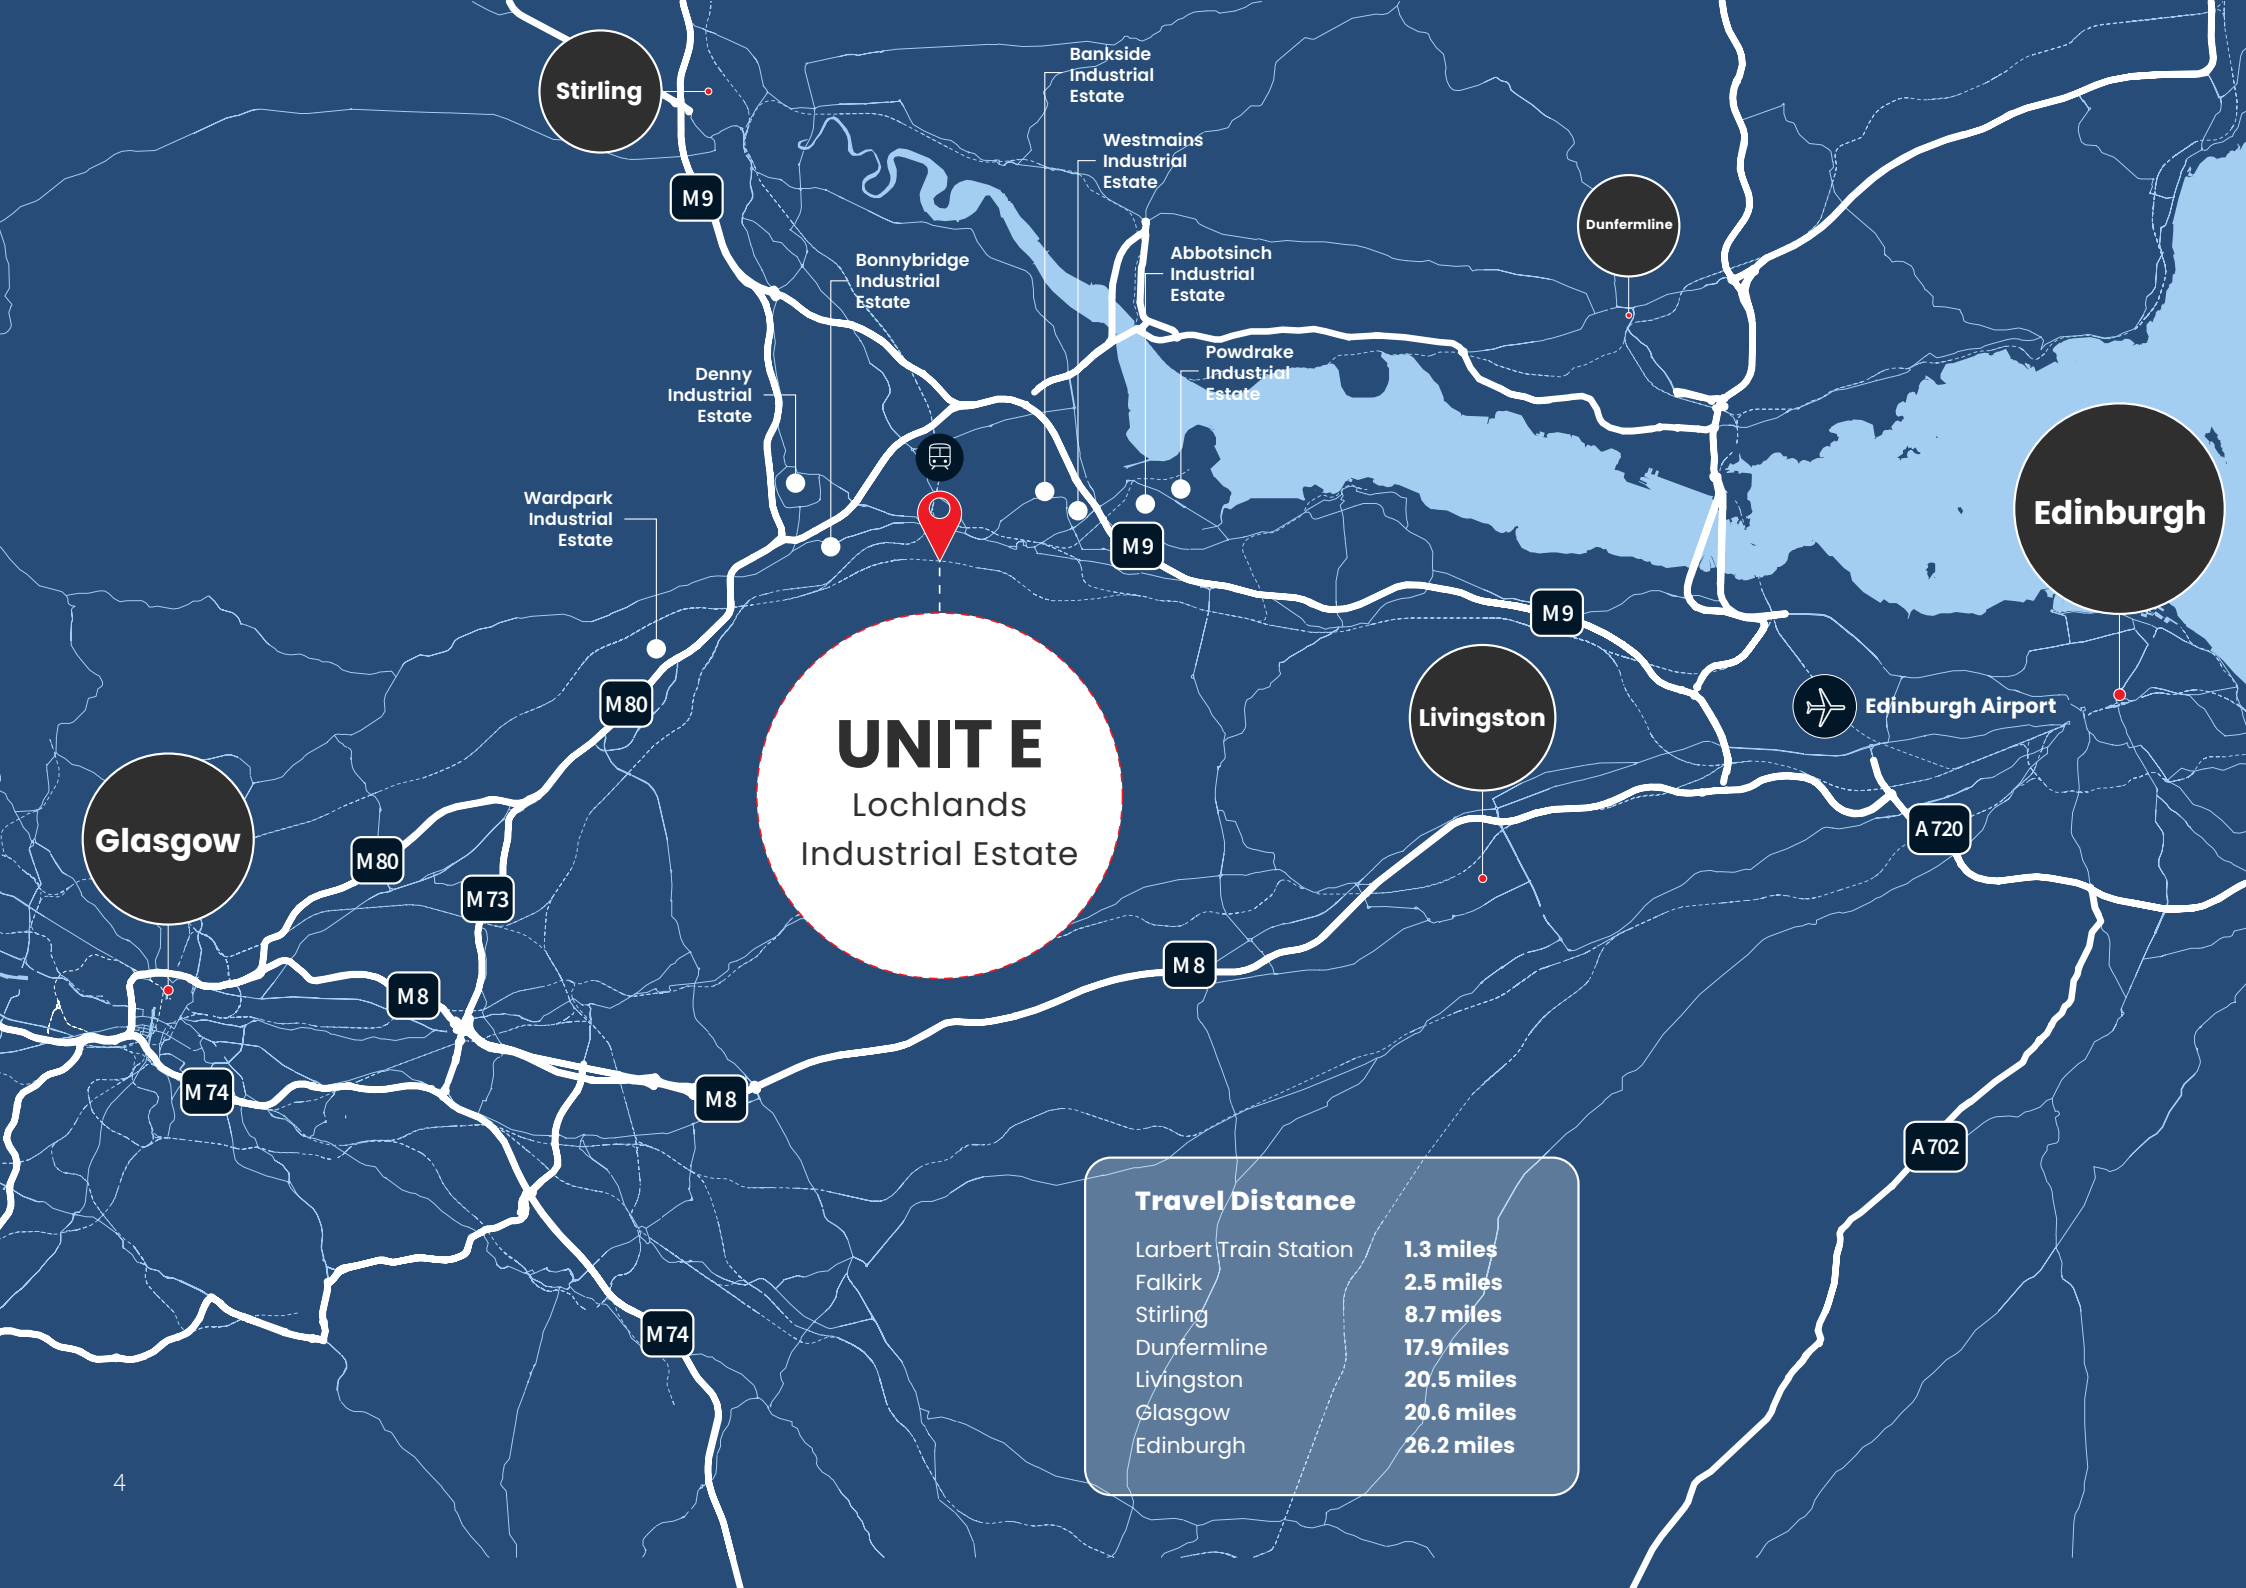 Bankside
Industrial
Estate
Stirling
Westmains
Industrial
Estate
M9
Dunfermline
Bonnybridge
Industrial
Estate
Abbotsinch
Industrial
Estate
Powdrake
Industrial
Estate
Denny
Industrial
Estate
Wardpark
Industrial
Estate
Edinburgh
M9
M9
M80
Livingston
Edinburgh Airport
UNIT E
Lochlands
Industrial Estate
Glasgow
M80
A720
M73
M8
M8
M74
M8
A702
Travel Distance
Larbert Train Station 1.3 miles
Falkirk 2.5 miles
Stirling 8.7 miles
Dunfermline 17.9 miles
Livingston 20.5 miles
Glasgow 20.6 miles
Edinburgh 26.2 miles
M74
4